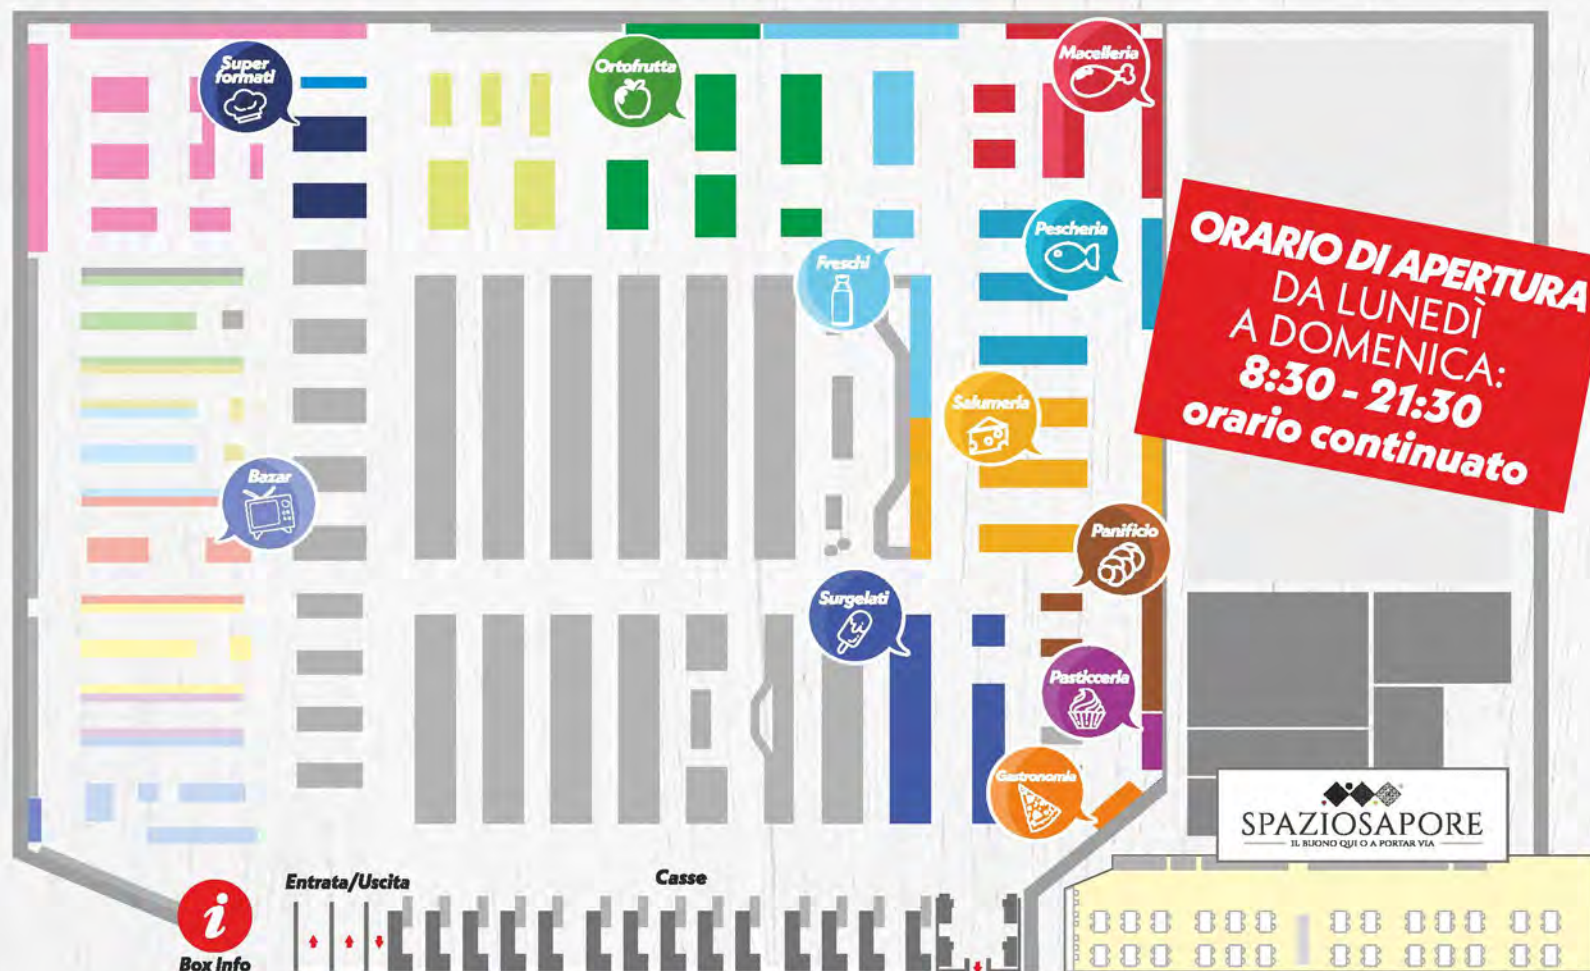 Super
formati
Ortofrutta
Macelleria
Pescheria
Freschi
ORARIO DI APERTURA
DA LUNEDÌ
A DOMENICA:
8:30 - 21:30
orario continuato
Salumeria
Bazar
Panificio
Surgelati
Pasticceria
Gastronomia
SPAZIOSAPORE
IL BUONO QUI O A PORTAR VIA
Entrata/Uscita
Casse
i
Box Info